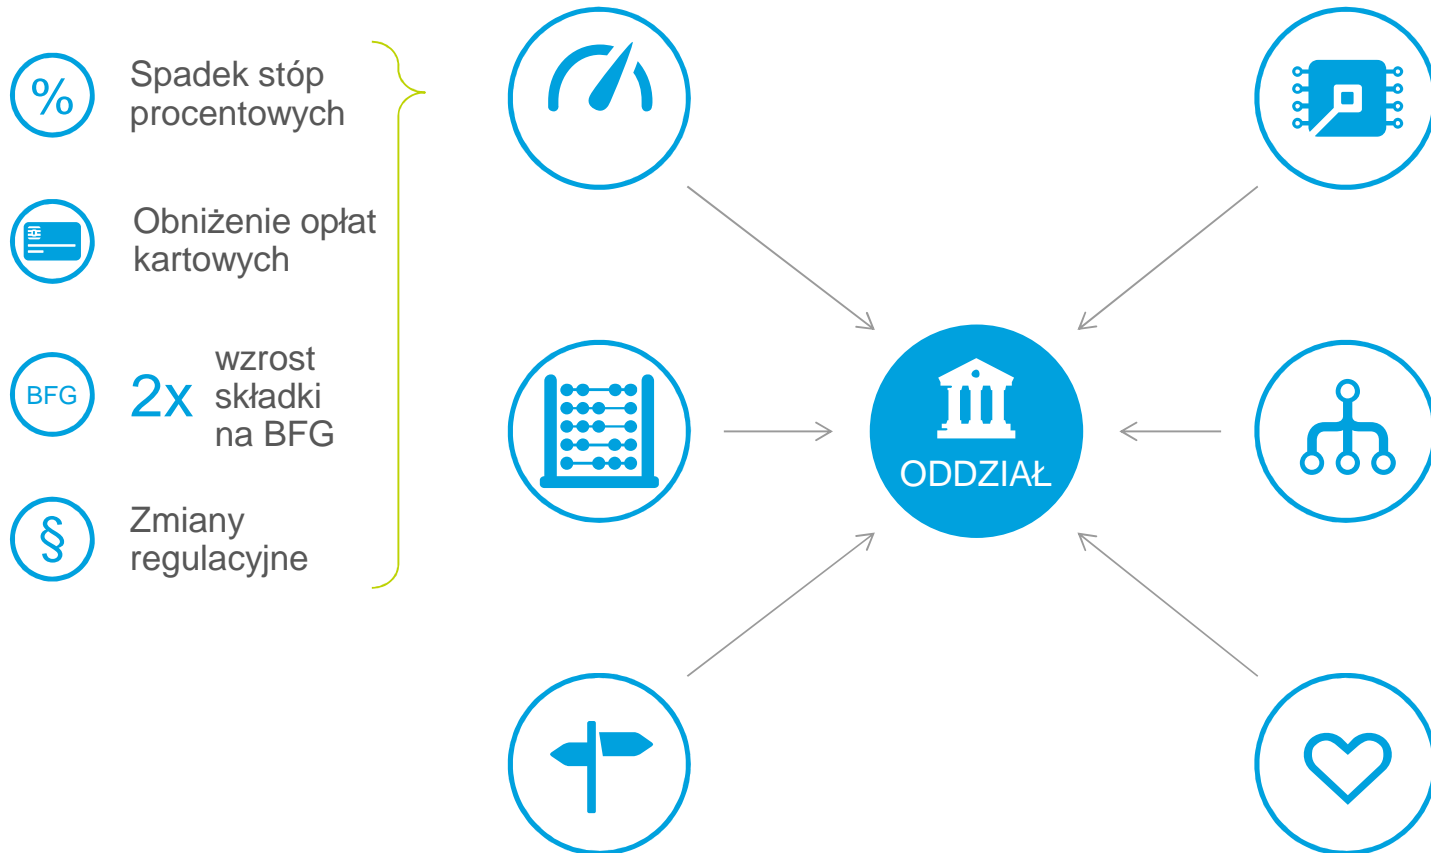 %
Spadek stóp
procentowych
Obniżenie opłat
kartowych
BFG
2x
wzrost
składki
na BFG
§
Zmiany
regulacyjne
ODDZIAŁ